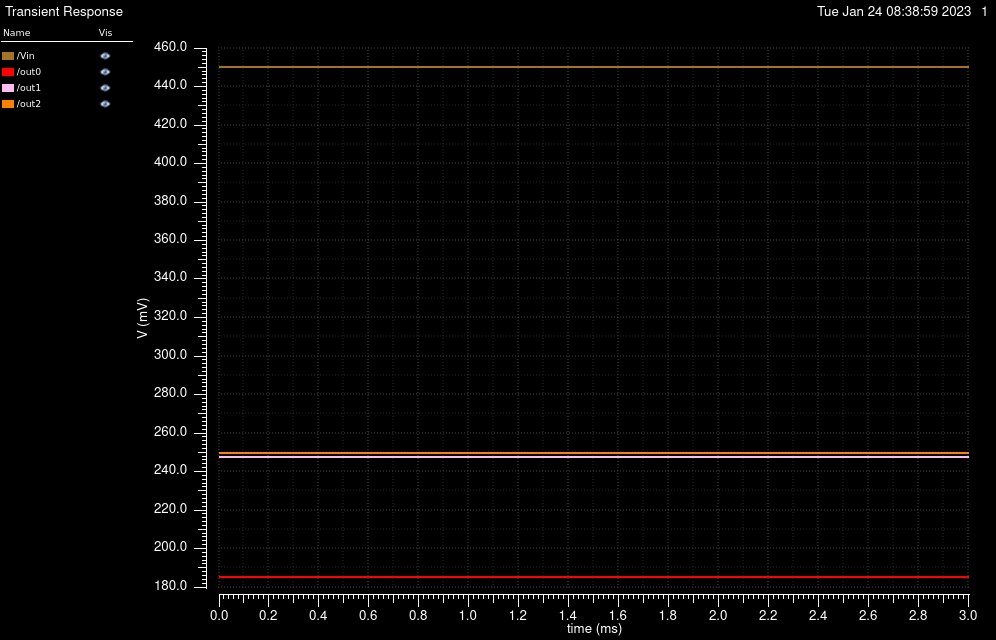 Transient Response
Tue Jan 24 08:38:59 2023 1
Name Vis
/Vin
/out0
/out1
/out2
460.0
440.0
420.0
400.0
380.0
360.0
340.0
320.0
300.0
280.0
260.0
240.0
220.0
200.0
180.0
V (mV)
0.0 0.2 0.4 0.6 0.8 1.0 1.2 1.4 1.6 1.8 2.0 2.2 2.4 2.6 2.8 3.0
time (ms)